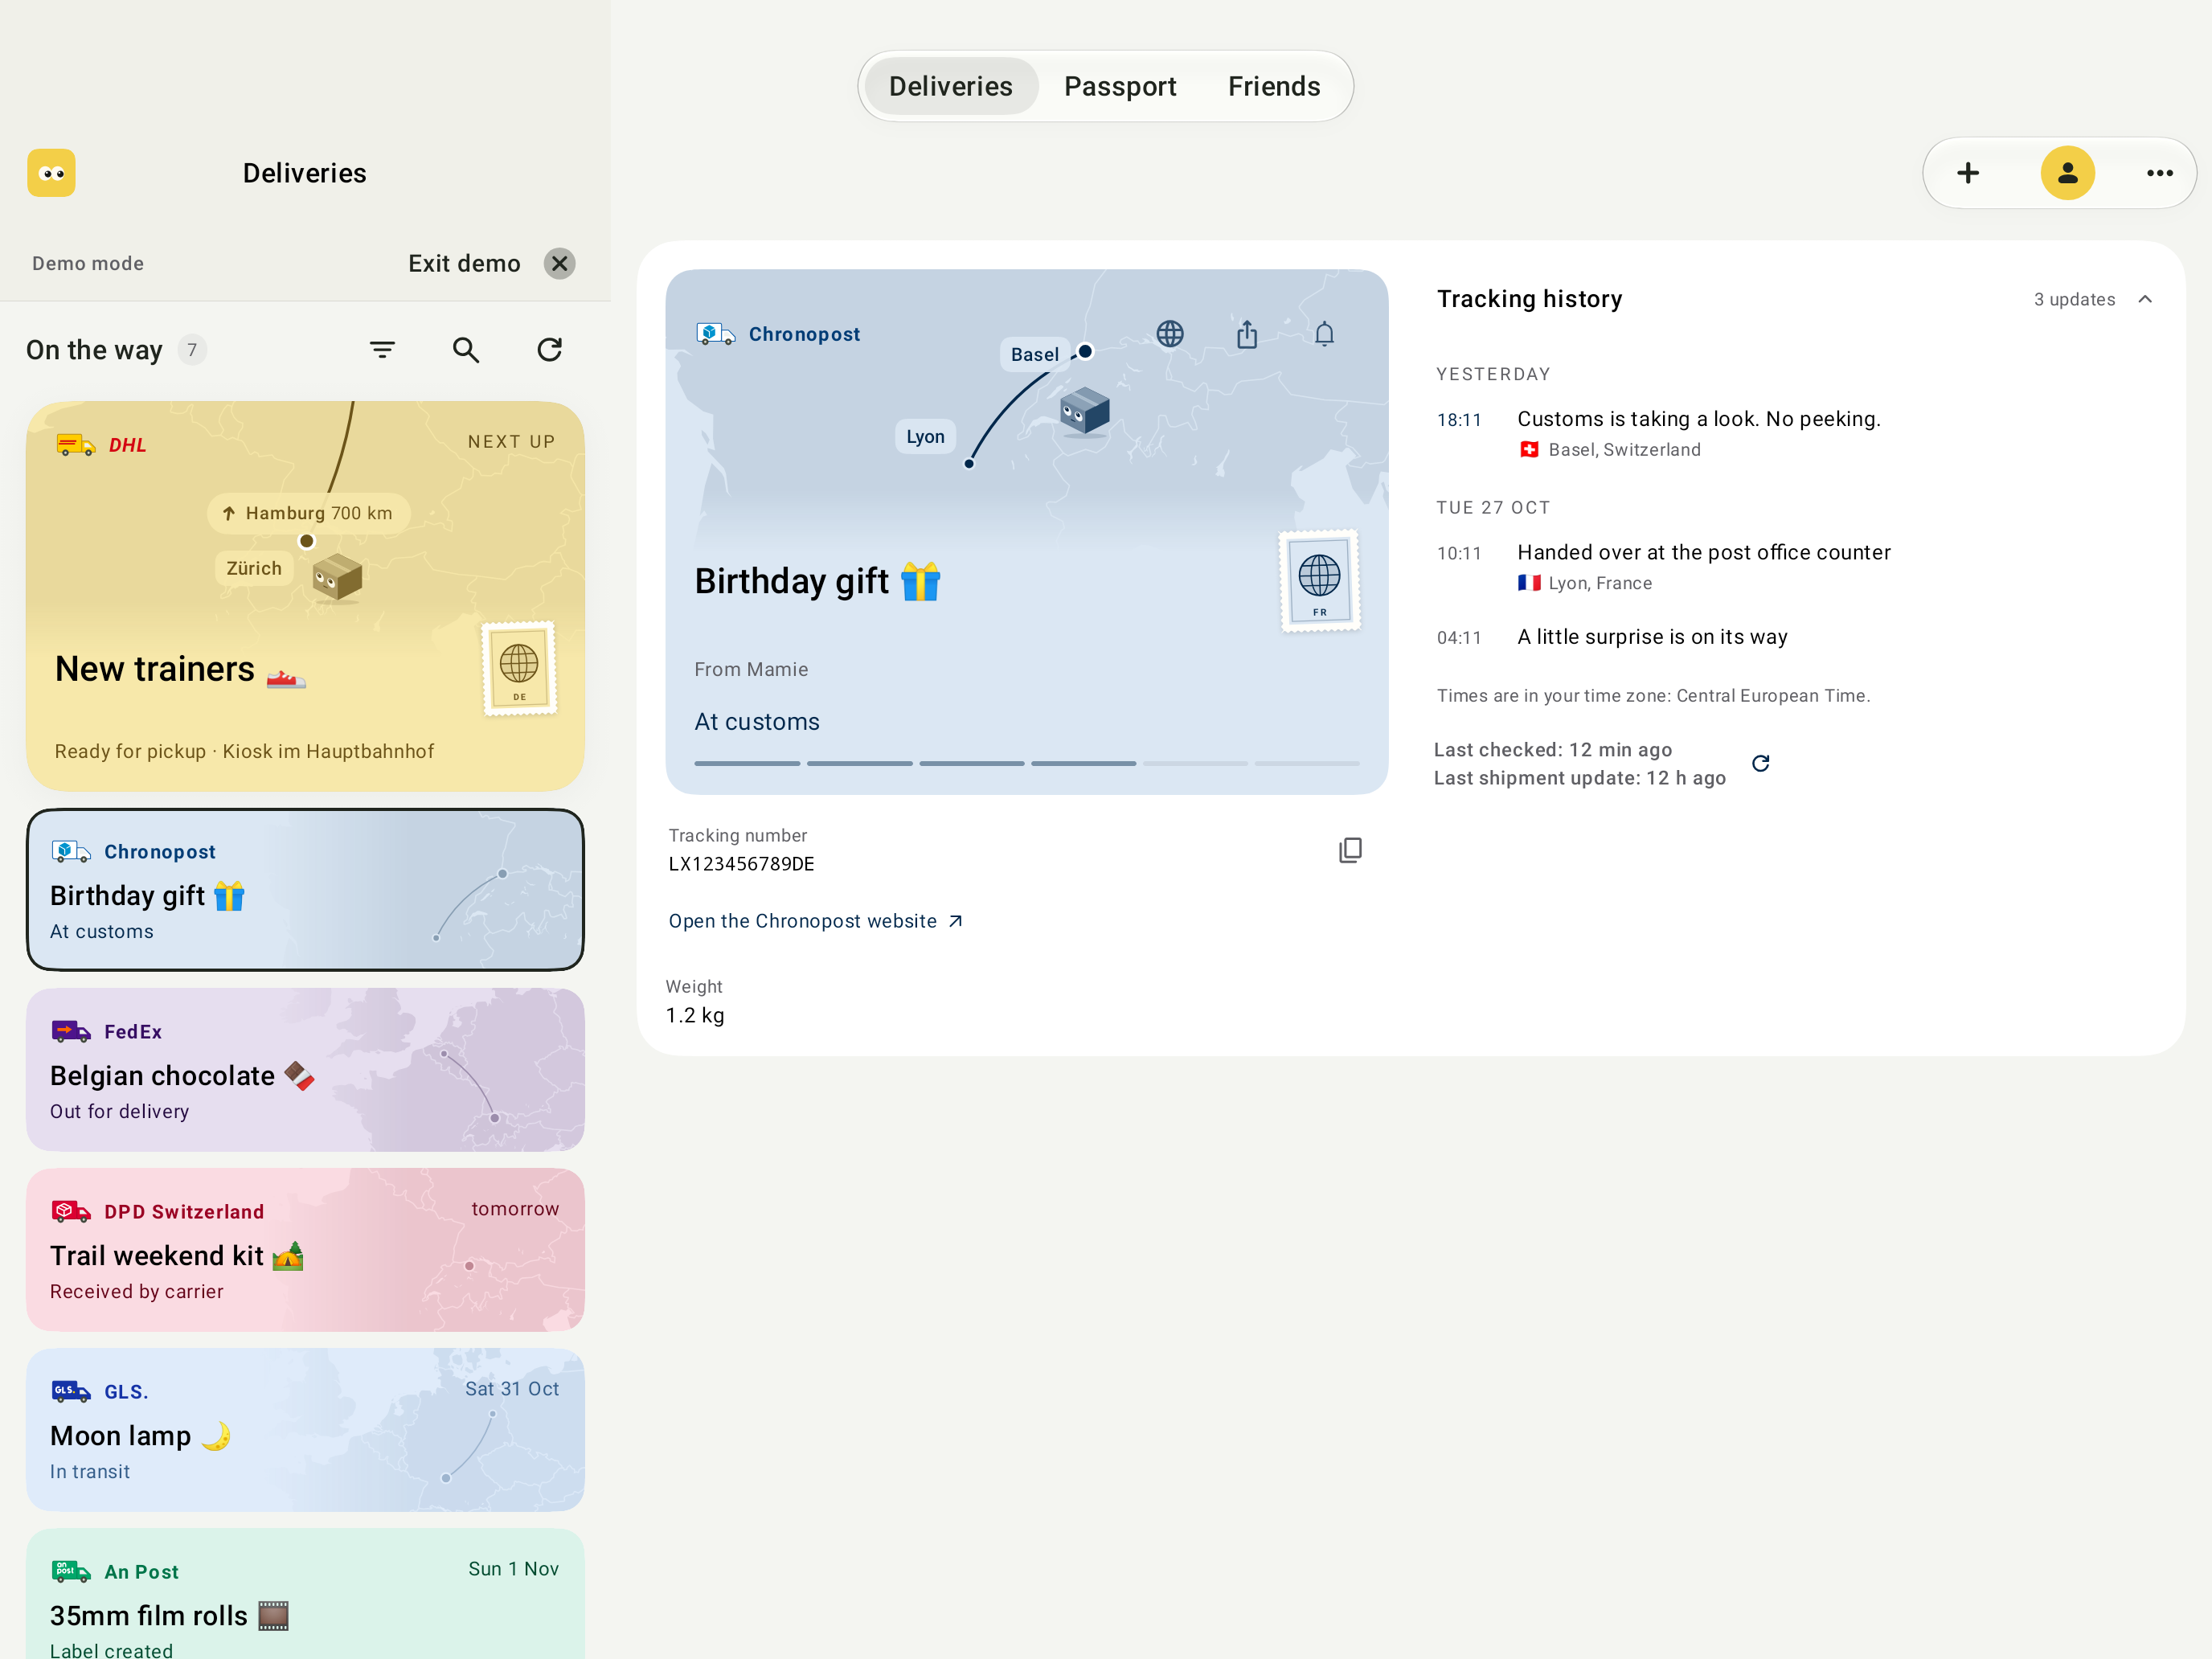 Deliveries
Passport
Friends
Deliveries
Demo mode
Exit demo
On the way 7
DHL
NEXT UP
Hamburg 700 km
Zürich
DE
New trainers 👟
Ready for pickup · Kiosk im Hauptbahnhof
Chronopost
Birthday gift 🎁
At customs
FedEx
Belgian chocolate 🍫
Out for delivery
DPD Switzerland
tomorrow
Trail weekend kit 🏕️
Received by carrier
GLS.
GLS.
Sat 31 Oct
Moon lamp 🌛
In transit
an post
An Post
Sun 1 Nov
35mm film rolls 🎞️
Label created
Chronopost
Basel
Lyon
FR
Birthday gift 🎁
From Mamie
At customs
Tracking number
LX123456789DE
Open the Chronopost website
Weight
1.2 kg
Tracking history
3 updates
YESTERDAY
18:11 Customs is taking a look. No peeking.
🇨🇭 Basel, Switzerland
TUE 27 OCT
10:11 Handed over at the post office counter
🇫🇷 Lyon, France
04:11 A little surprise is on its way
Times are in your time zone: Central European Time.
Last checked: 12 min ago
Last shipment update: 12 h ago